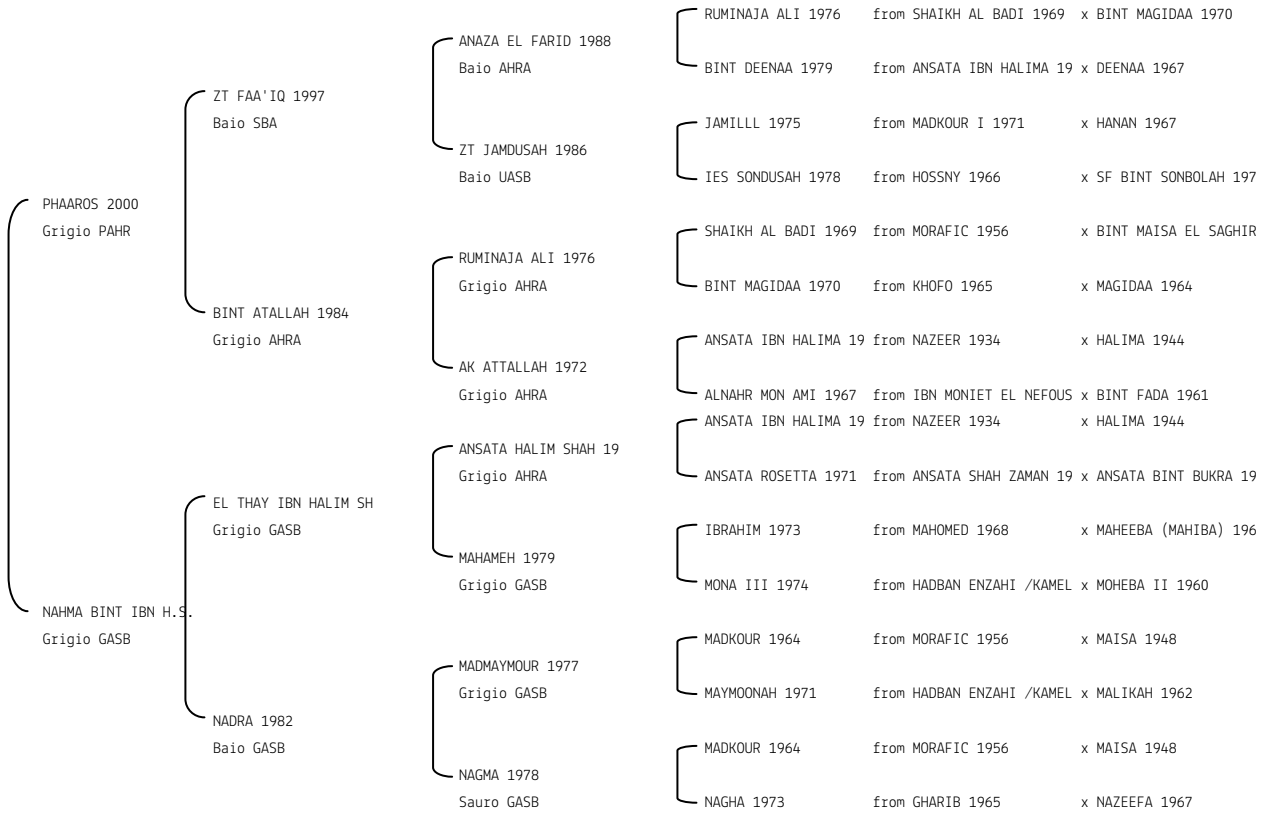 RUMINAJA ALI 1976 from SHAIKH AL BADI 1969 x BINT MAGIDAA 1970
ANAZA EL FARID 1988
Baio AHRA
BINT DEENAA 1979 from ANSATA IBN HALIMA 19 x DEENAA 1967
ZT FAA'IQ 1997
Baio SBA
JAMILLL 1975 from MADKOUR I 1971 x HANAN 1967
ZT JAMDUSAH 1986
Baio UASB
IES SONDUSAH 1978 from HOSSNY 1966 x SF BINT SONBOLAH 197
PHAAROS 2000
Grigio PAHR
SHAIKH AL BADI 1969 from MORAFIC 1956 x BINT MAISA EL SAGHIR
RUMINAJA ALI 1976
Grigio AHRA
BINT MAGIDAA 1970 from KHOFO 1965 x MAGIDAA 1964
BINT ATALLAH 1984
Grigio AHRA
ANSATA IBN HALIMA 19 from NAZEER 1934 x HALIMA 1944
AK ATTALLAH 1972
Grigio AHRA
ALNAHR MON AMI 1967 from IBN MONIET EL NEFOUS x BINT FADA 1961
ANSATA IBN HALIMA 19 from NAZEER 1934 x HALIMA 1944
ANSATA HALIM SHAH 19
Grigio AHRA
ANSATA ROSETTA 1971 from ANSATA SHAH ZAMAN 19 x ANSATA BINT BUKRA 19
EL THAY IBN HALIM SH
Grigio GASB
IBRAHIM 1973 from MAHOMED 1968 x MAHEEBA (MAHIBA) 196
MAHAMEH 1979
Grigio GASB
MONA III 1974 from HADBAN ENZAHI /KAMEL x MOHEBA II 1960
NAHMA BINT IBN H.S.
Grigio GASB
MADKOUR 1964 from MORAFIC 1956 x MAISA 1948
MADMAYMOUR 1977
Grigio GASB
MAYMOONAH 1971 from HADBAN ENZAHI /KAMEL x MALIKAH 1962
NADRA 1982
Baio GASB
MADKOUR 1964 from MORAFIC 1956 x MAISA 1948
NAGMA 1978
Sauro GASB
NAGHA 1973 from GHARIB 1965 x NAZEEFA 1967